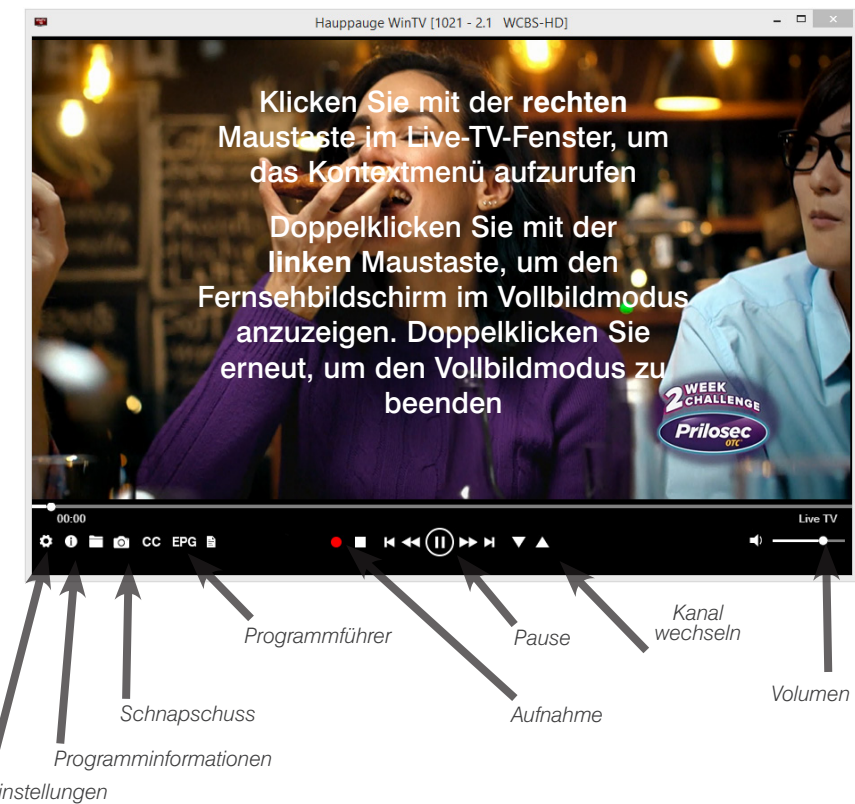 Hauppauge WinTV [1021 - 2.1 WCBS-HD]
Klicken Sie mit der rechten
Maustaste im Live-TV-Fenster, um
das Kontextmenü aufzurufen
Doppelklicken Sie mit der
linken Maustaste, um den
Fernsehbildschirm im Vollbildmodus
anzuzeigen. Doppelklicken Sie
erneut, um den Vollbildmodus zu
beenden
2 WEEK
CHALLENGE
Prilosec
OTC
00:00
Live TV
CC EPG
Programmführer
Pause
Kanal
wechseln
Volumen
Schnapschuss
Aufnahme
Programminformationen
instellungen